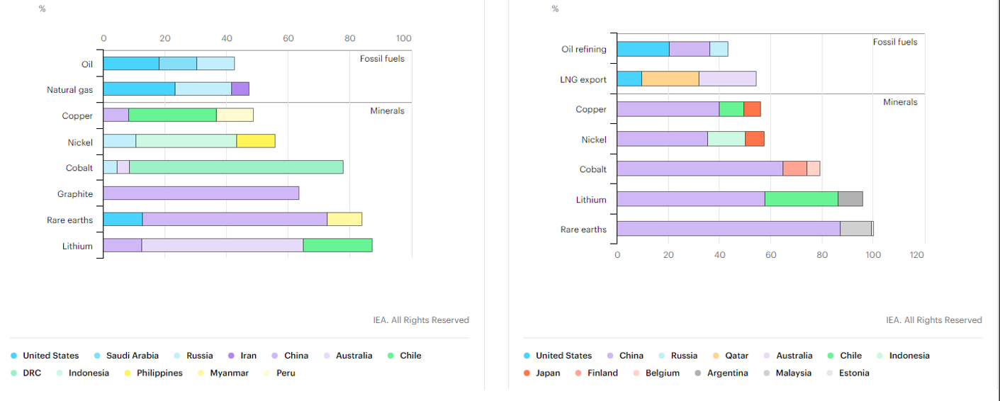 %
0 20 40 60 80 100
Fossil fuels
Oil
Natural gas
Minerals
Copper
Nickel
Cobalt
Graphite
Rare earths
Lithium
IEA. All Rights Reserved
United States Saudi Arabia Russia Iran China Australia Chile
DRC Indonesia Philippines Myanmar Peru
%
Fossil fuels
Oil refining
LNG export
Minerals
Copper
Nickel
Cobalt
Lithium
Rare earths
0 20 40 60 80 100 120
IEA. All Rights Reserved
United States China Russia Qatar Australia Chile Indonesia
Japan Finland Belgium Argentina Malaysia Estonia